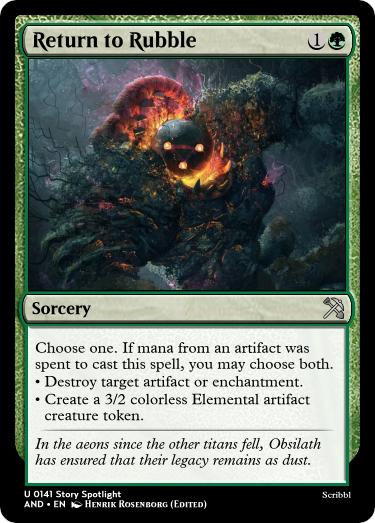 Return to Rubble 1
Sorcery
Choose one. If mana from an artifact was
spent to cast this spell, you may choose both.
• Destroy target artifact or enchantment.
• Create a 3/2 colorless Elemental artifact
creature token.
In the aeons since the other titans fell, Obsilath
has ensured that their legacy remains as dust.
U 0141 Story Spotlight
AND • EN Henrik Rosenborg (Edited)
Scribbl